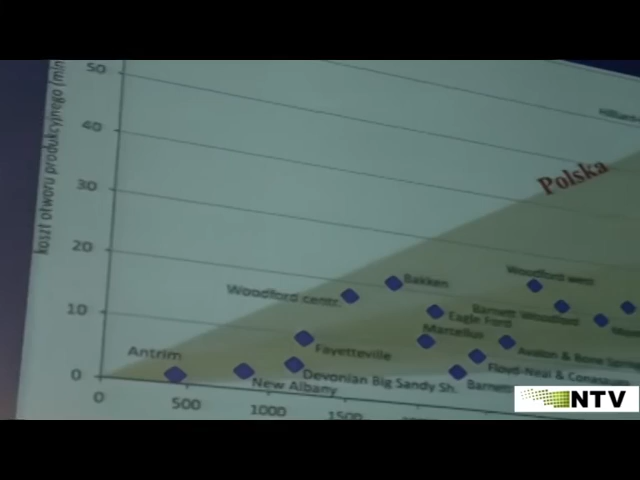 koszt otworu produkcyjnego (mln
50
40
30
20
10
0
0
500
1000
1500
Polska
Woodford centr.
Bakken
Woodford west
Barnett Woodford
Eagle Ford
Marcellus
Avalon & Bone Spring
Floyd-Neal & Conasauga
Antrim
Fayetteville
New Albany
Devonian Big Sandy Sh.
Barnett
NTV